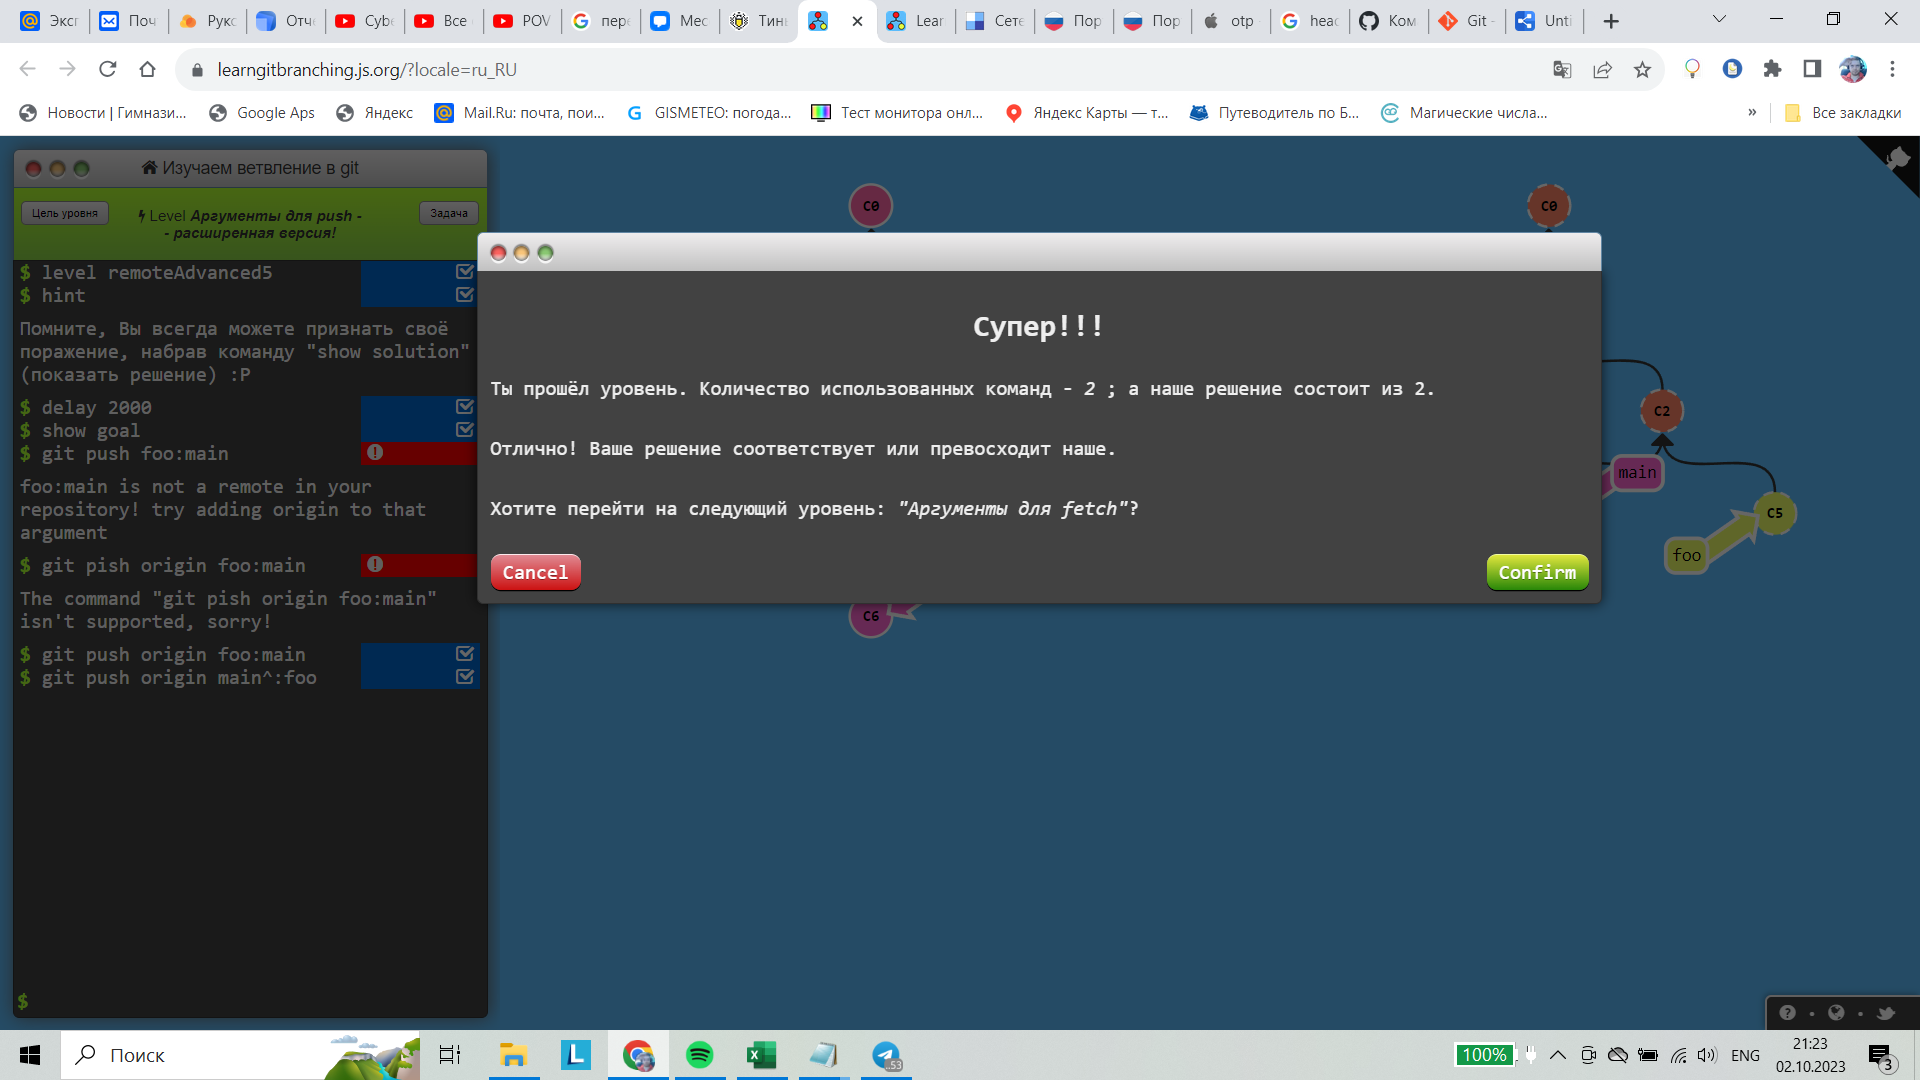 Эксг
Поч
Рукс
Отче
Cybe
Все
POV
пере
Мес
Тинь
Lear
Сете
Пор
Пор
otp
heac
Ком
Git -
Unti
learngitbranching.js.org/?locale=ru_RU
Новости | Гимнази...
Google Aps
Яндекс
Mail.Ru: почта, пои...
GISMETEO: погода...
Тест монитора онл...
Яндекс Карты — т...
Путеводитель по Б...
Магические числа...
»
Все закладки
Изучаем ветвление в git
Цель уровня
Level Аргументы для push -
- расширенная версия!
Задача
$ level remoteAdvanced5
$ hint
Помните, Вы всегда можете признать своё
поражение, набрав команду "show solution"
(показать решение) :P
$ delay 2000
$ show goal
$ git push foo:main
foo:main is not a remote in your
repository! try adding origin to that
argument
$ git pish origin foo:main
The command "git pish origin foo:main"
isn't supported, sorry!
$ git push origin foo:main
$ git push origin main^:foo
$
C0
C0
Супер!!!
Ты прошёл уровень. Количество использованных команд - 2 ; а наше решение состоит из 2.
Отлично! Ваше решение соответствует или превосходит наше.
Хотите перейти на следующий уровень: "Аргументы для fetch"?
Cancel
Confirm
C2
main
C5
foo
C6
Поиск
L
53
100%
ENG
21:23
02.10.2023
3